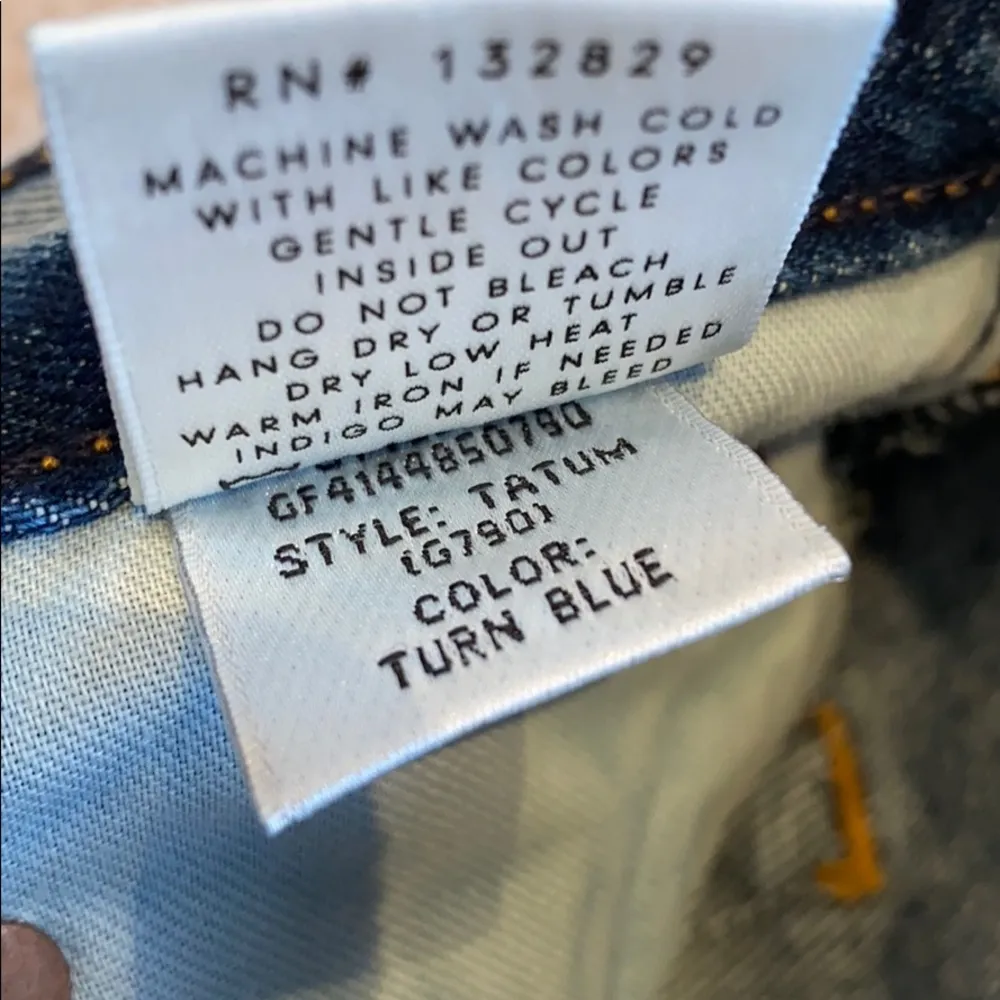 RN# 132829
MACHINE WASH COLD
WITH LIKE COLORS
GENTLE CYCLE
INSIDE OUT
DO NOT BLEACH
HANG DRY OR TUMBLE
DRY LOW HEAT
WARM IRON IF NEEDED
INDIGO MAY BLEED
GF414485G790
STYLE: TATUM
(G790)
COLOR:
TURN BLUE